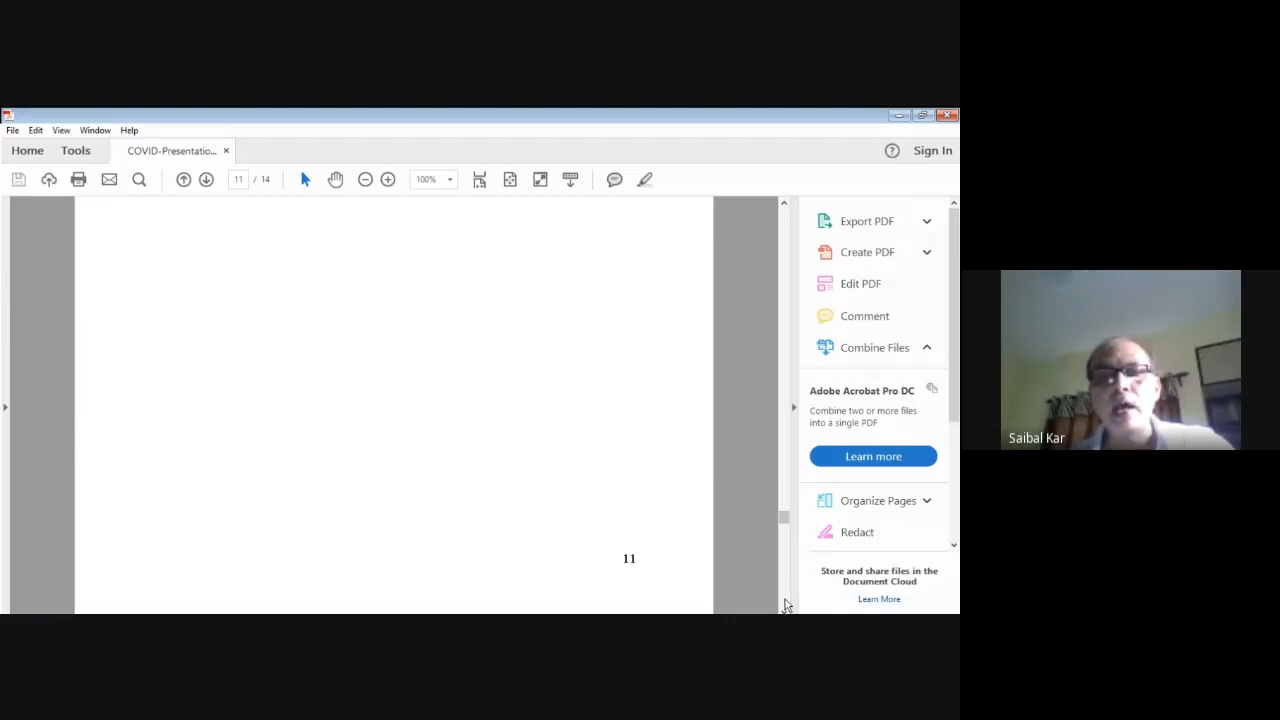 File Edit View Window Help
Home Tools COVID-Presentatio... × Sign In
11 / 14 100%
Export PDF
Create PDF
Edit PDF
Comment
Combine Files
Adobe Acrobat Pro DC
Combine two or more files
into a single PDF
Learn more
Organize Pages
Redact
Store and share files in the
Document Cloud
Learn More
11
Saibal Kar